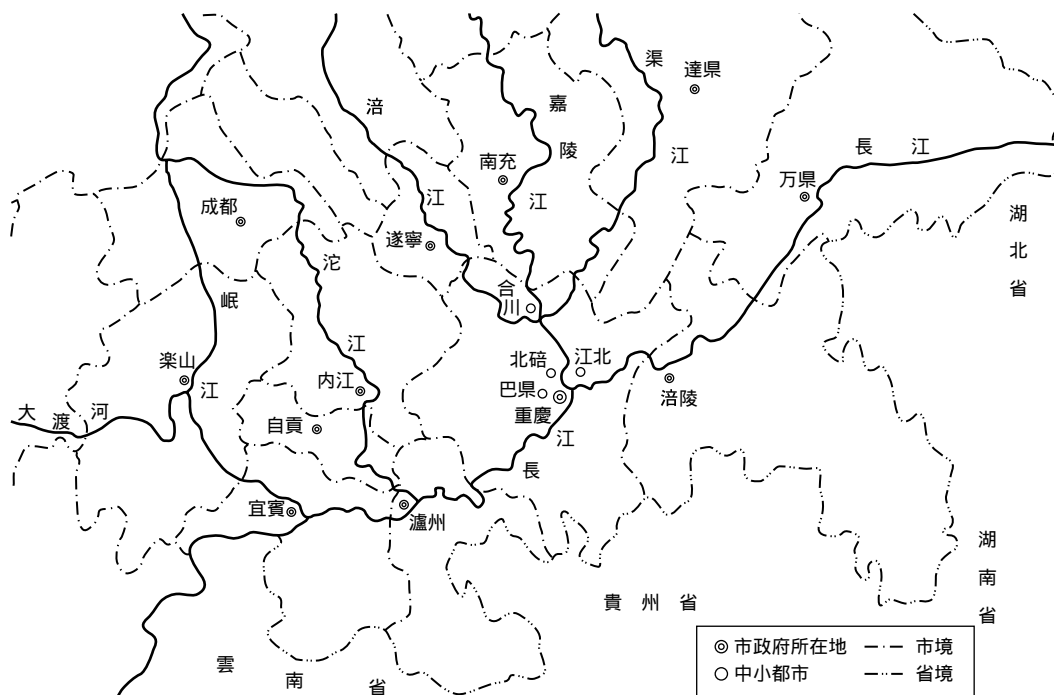 渠江
達県
涪江
嘉陵江
南充
長江
万県
成都
遂寧
沱江
湖北省
岷江
合川
楽山
内江
北碚
江北
巴県
重慶
涪陵
大渡河
自貢
長江
宜賓
瀘州
湖南省
貴州省
雲南省
◎市政府所在地
市境
○中小都市
省境